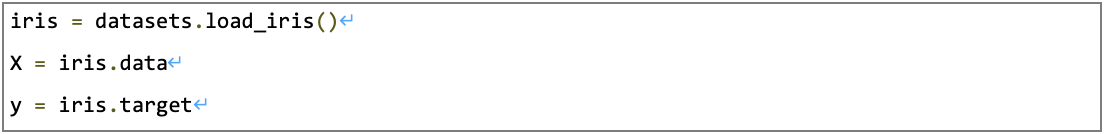 iris = datasets.load_iris()↵
X = iris.data↵
y = iris.target↵